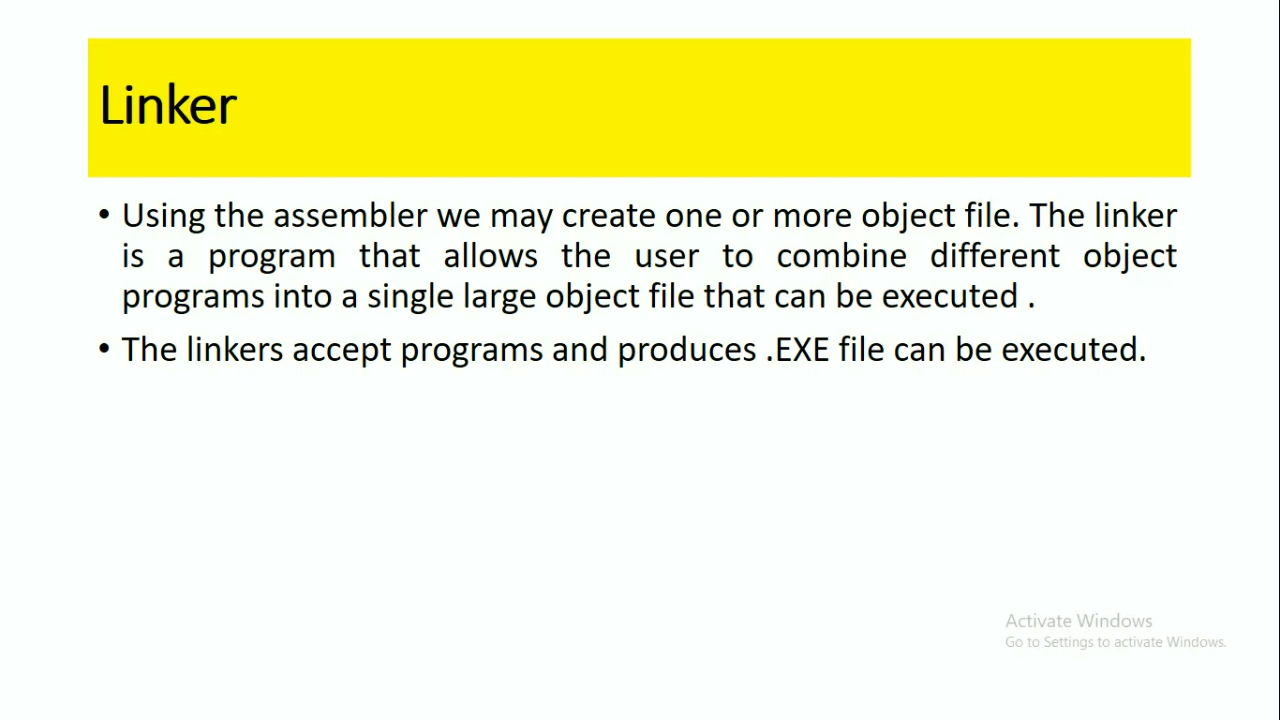 Linker
• Using the assembler we may create one or more object file. The linker
is a program that allows the user to combine different object
programs into a single large object file that can be executed .
• The linkers accept programs and produces .EXE file can be executed.
Activate Windows
Go to Settings to activate Windows.